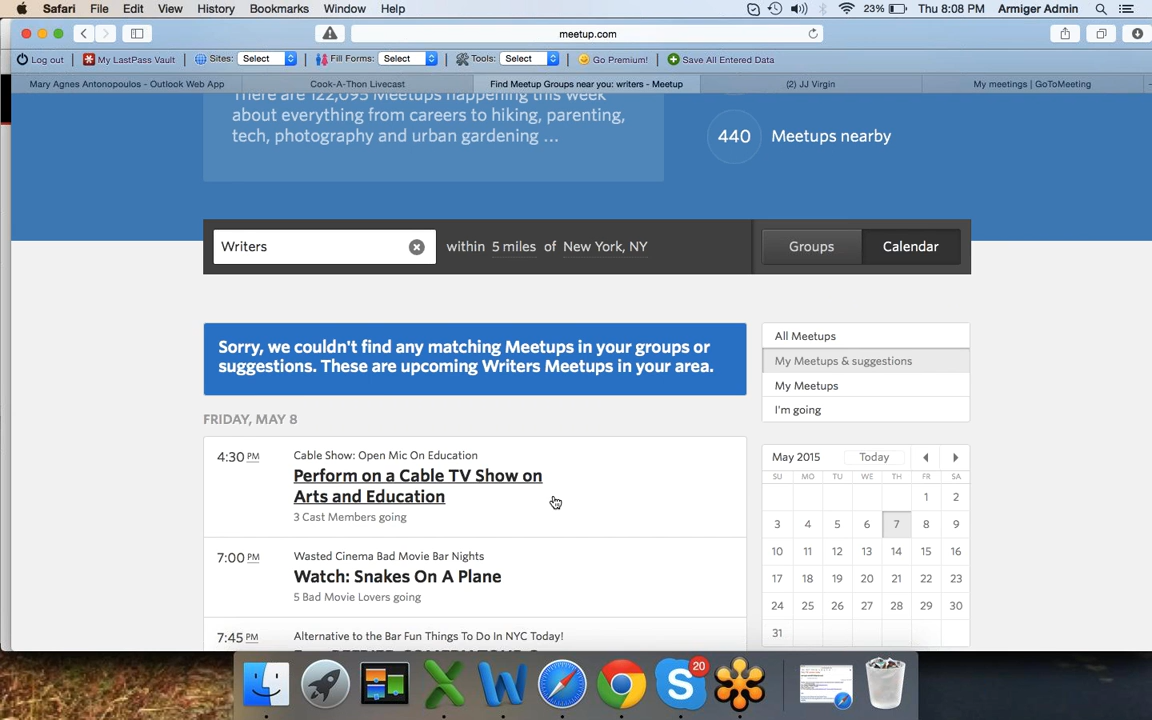 Safari File Edit View History Bookmarks Window Help 23% Thu 8:08 PM Armiger Admin
meetup.com
Log out My LastPass Vault Sites: Select Fill Forms: Select Tools: Select Go Premium! Save All Entered Data
Mary Agnes Antonopoulos - Outlook Web App Cook-A-Thon Livecast Find Meetup Groups near you: writers - Meetup (2) JJ Virgin My meetings | GoToMeeting
There are 122,095 Meetups happening this week
about everything from careers to hiking, parenting,
tech, photography and urban gardening ...
440 Meetups nearby
Writers within 5 miles of New York, NY Groups Calendar
Sorry, we couldn't find any matching Meetups in your groups or
suggestions. These are upcoming Writers Meetups in your area.
All Meetups
My Meetups & suggestions
My Meetups
I'm going
FRIDAY, MAY 8
4:30 PM Cable Show: Open Mic On Education
Perform on a Cable TV Show on
Arts and Education
3 Cast Members going
7:00 PM Wasted Cinema Bad Movie Bar Nights
Watch: Snakes On A Plane
5 Bad Movie Lovers going
7:45 PM Alternative to the Bar Fun Things To Do In NYC Today!
May 2015 Today
SU MO TU WE TH FR SA
1 2
3 4 5 6 7 8 9
10 11 12 13 14 15 16
17 18 19 20 21 22 23
24 25 26 27 28 29 30
31
20